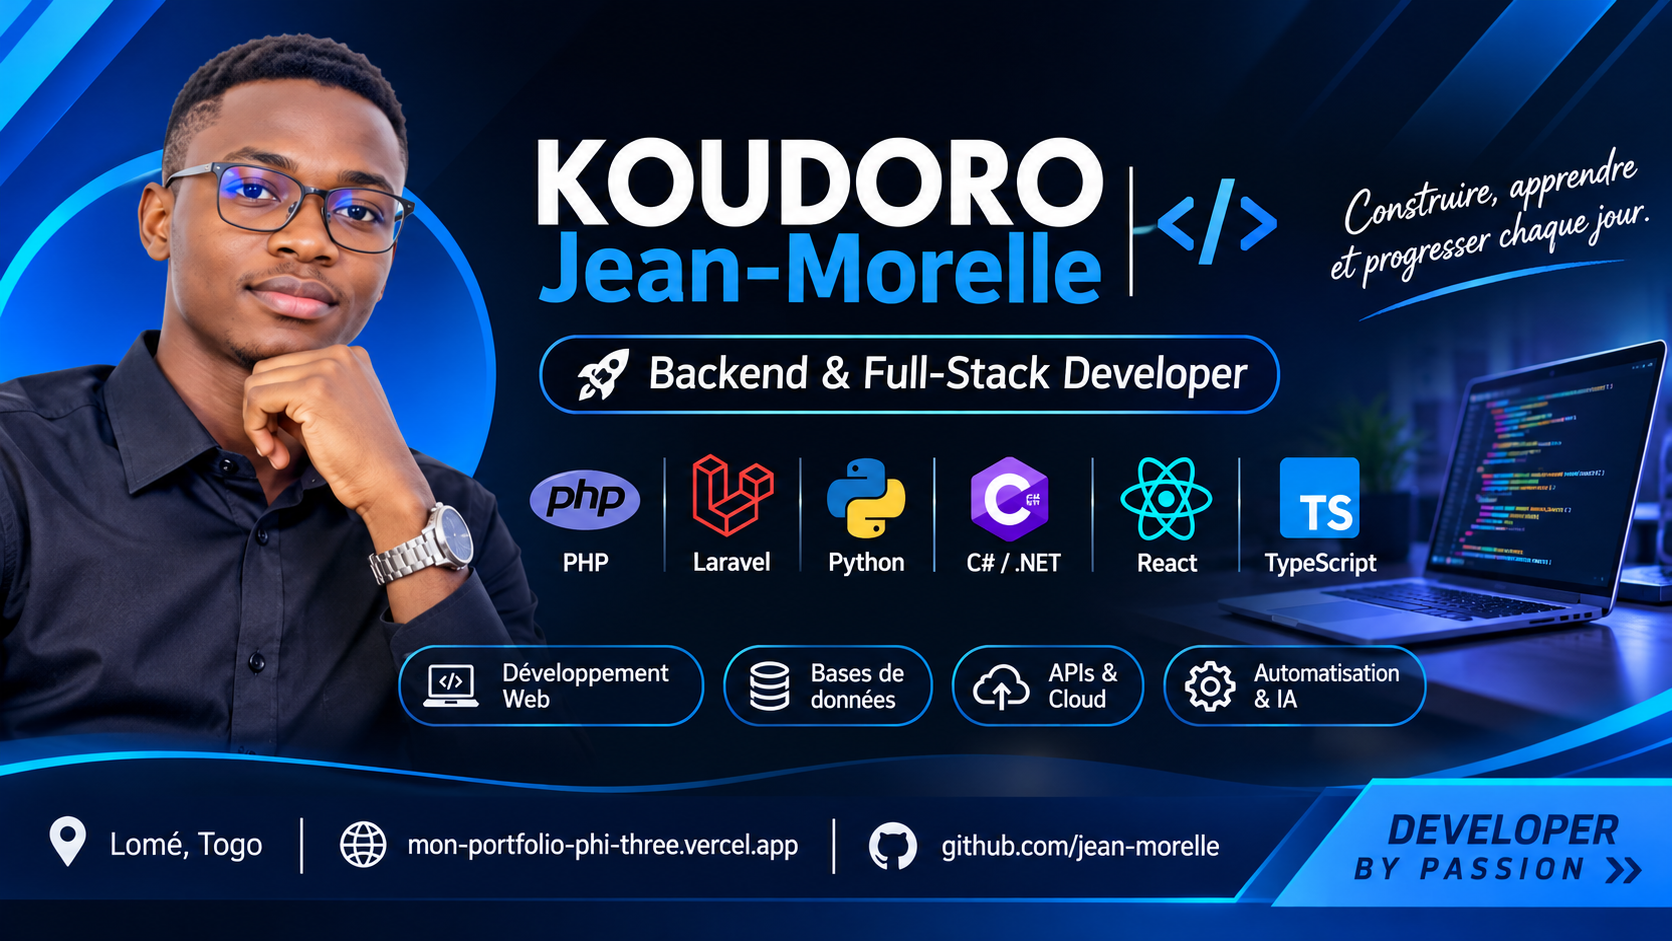 KOUDORO
Jean-Morelle
</>
Construire, apprendre
et progresser chaque jour.
Backend & Full-Stack Developer
php
PHP
Laravel
Python
C
C# / .NET
React
TS
TypeScript
</>
Développement
Web
Bases de
données
APIs &
Cloud
Automatisation
& IA
Lomé, Togo
mon-portfolio-phi-three.vercel.app
github.com/jean-morelle
DEVELOPER
BY PASSION